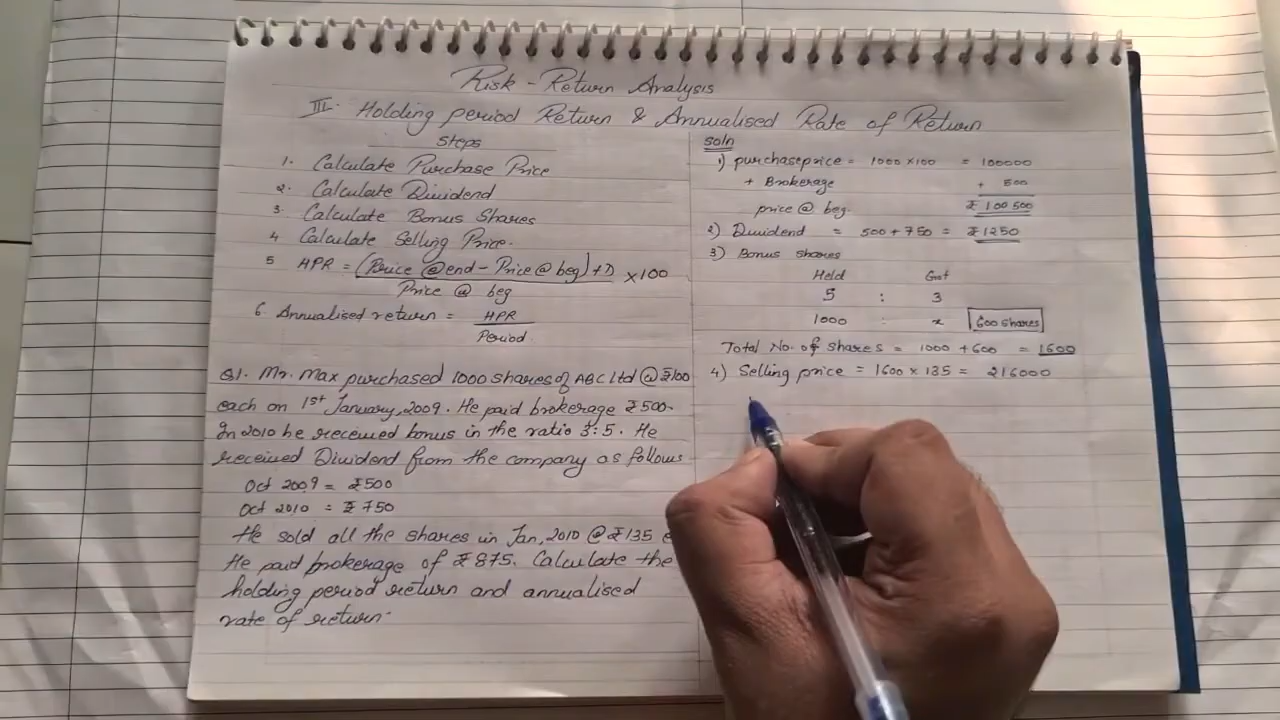 Risk - Return Analysis
III. Holding period Return & Annualised Rate of Return
Steps
1. Calculate Purchase Price
2. Calculate Dividend
3. Calculate Bonus Shares
4 Calculate Selling Price.
5 HPR = (Price @ end - Price @ beg) + D × 100
Price @ beg
6. Annualised return = HPR
Period.
Q1. Mr. Max purchased 1000 shares of ABC Ltd @ ₹100
each on 1st January, 2009. He paid brokerage ₹500.
In 2010 he received bonus in the ratio 3:5. He
received Dividend from the company as follows
Oct 2009 = ₹500
Oct 2010 = ₹750
He sold all the shares in Jan, 2010 @ ₹135
He paid brokerage of ₹875. Calculate the
holding period return and annualised
rate of return.
Soln
1) purchase price = 1000 × 100 = 100000
+ Brokerage + 500
price @ beg. ₹ 100 500
2) Dividend = 500 + 750 = ₹1250
3) Bonus shares
Held Got
5 : 3
1000 : x 600 shares
Total No. of shares = 1000 + 600 = 1600
4) Selling price = 1600 × 135 = 216000